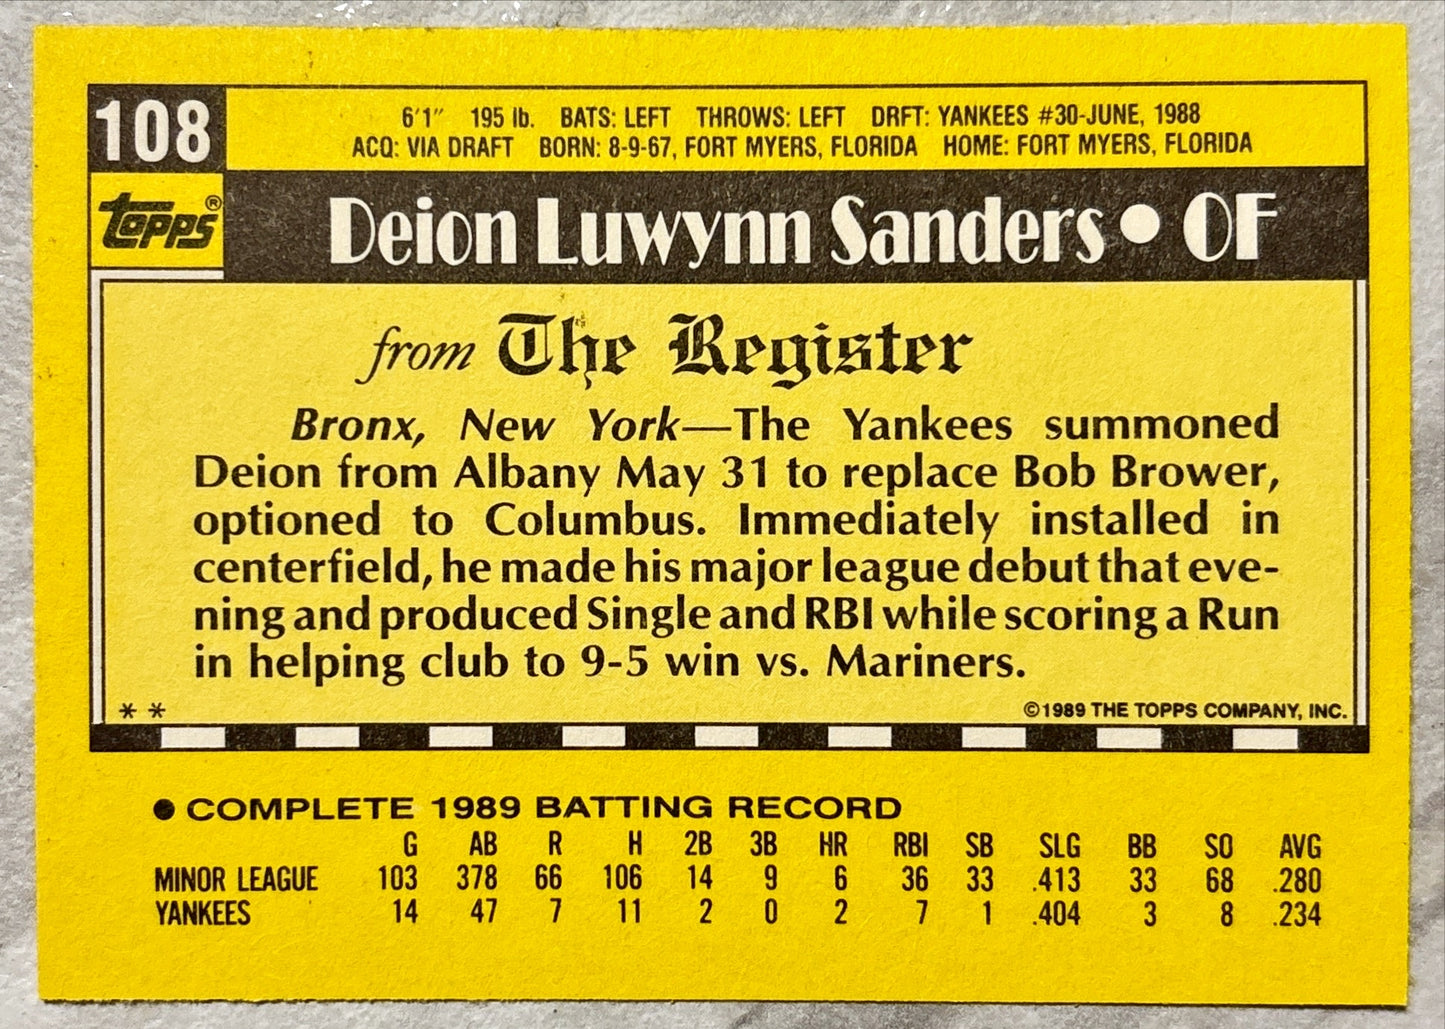 108
6'1" 195 lb. BATS: LEFT THROWS: LEFT DRFT: YANKEES #30-JUNE, 1988
ACQ: VIA DRAFT BORN: 8-9-67, FORT MYERS, FLORIDA HOME: FORT MYERS, FLORIDA
Topps®
Deion Luwynn Sanders • OF
from The Register
Bronx, New York—The Yankees summoned
Deion from Albany May 31 to replace Bob Brower,
optioned to Columbus. Immediately installed in
centerfield, he made his major league debut that eve-
ning and produced Single and RBI while scoring a Run
in helping club to 9-5 win vs. Mariners.
* * ©1989 THE TOPPS COMPANY, INC.
● COMPLETE 1989 BATTING RECORD
G AB R H 2B 3B HR RBI SB SLG BB SO AVG
MINOR LEAGUE 103 378 66 106 14 9 6 36 33 .413 33 68 .280
YANKEES 14 47 7 11 2 0 2 7 1 .404 3 8 .234